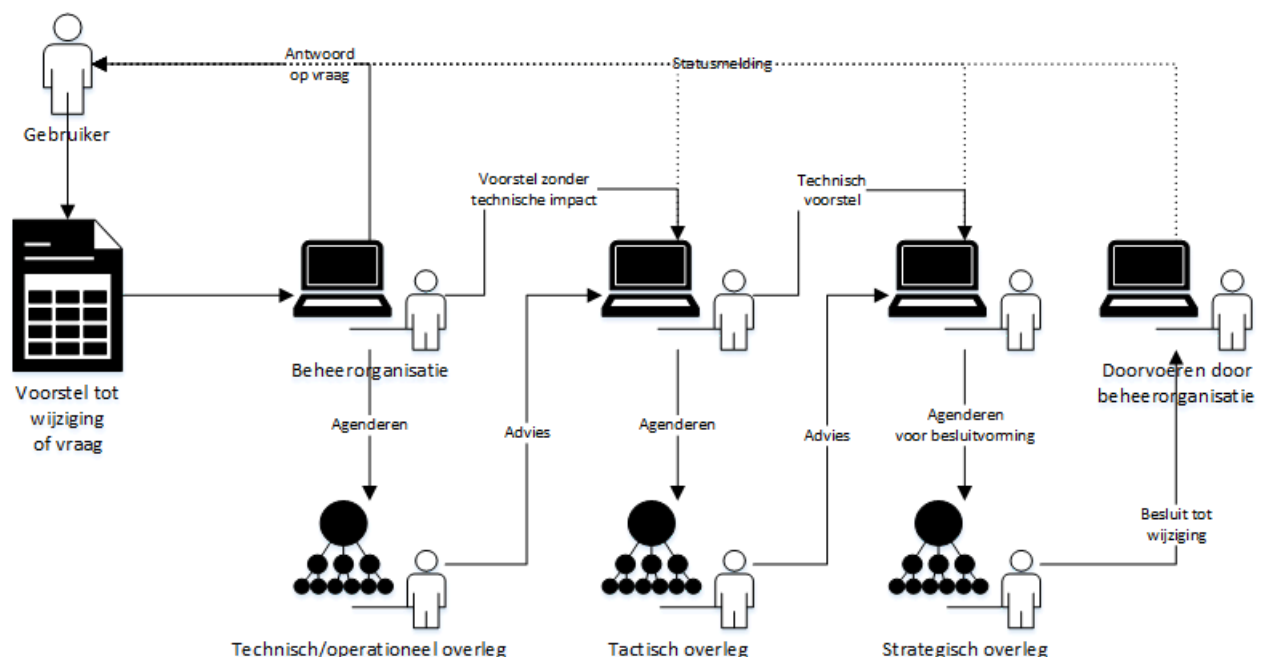 Antwoord
op vraag
Statusmelding
Gebruiker
Voorstel zonder
technische impact
Technisch
voorstel
Beheerorganisatie
Doorvoeren door
beheerorganisatie
Voorstel tot
wijziging
of vraag
Agenderen
Advies
Agenderen
Advies
Agenderen
voor besluitvorming
Besluit tot
wijziging
Technisch/operationeel overleg
Tactisch overleg
Strategisch overleg